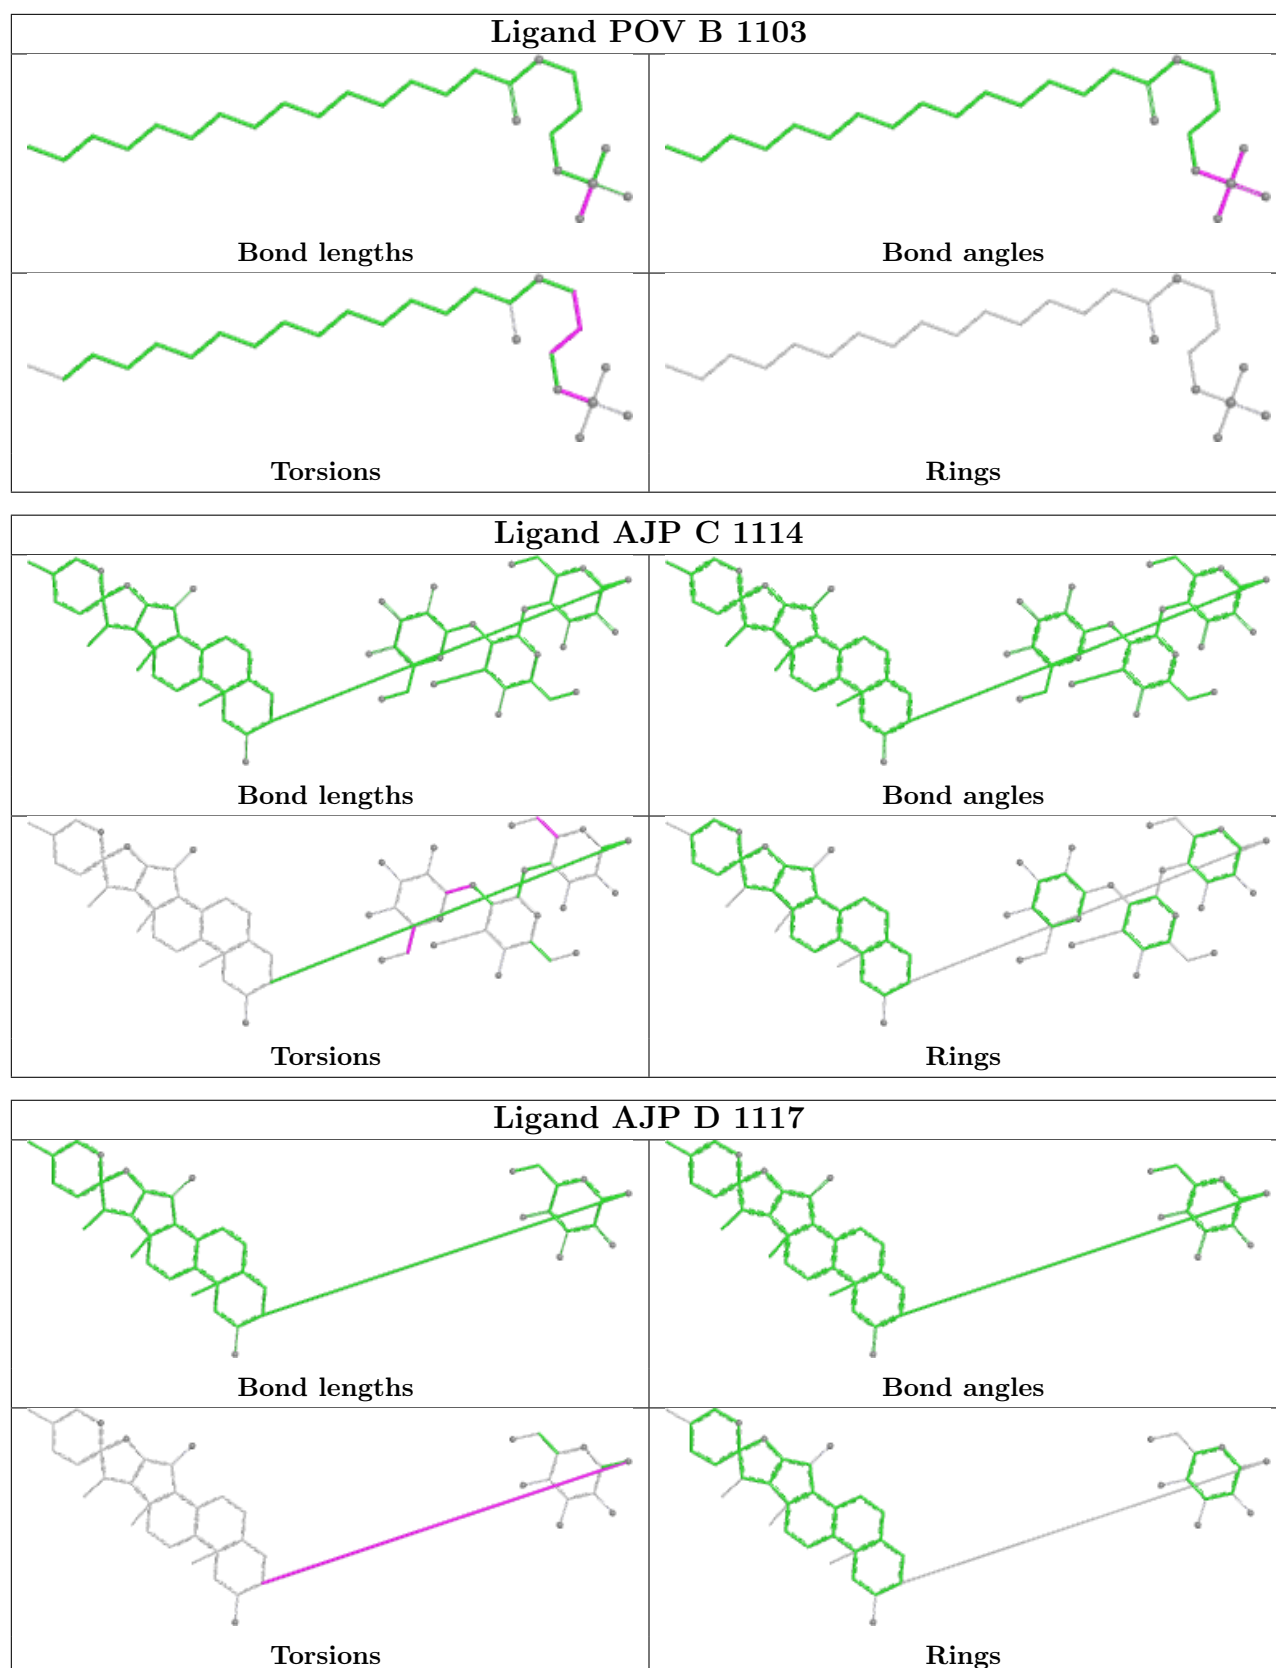 Ligand POV B 1103
Bond lengths
Bond angles
Torsions
Rings
Ligand AJP C 1114
Bond lengths
Bond angles
Torsions
Rings
Ligand AJP D 1117
Bond lengths
Bond angles
Torsions
Rings